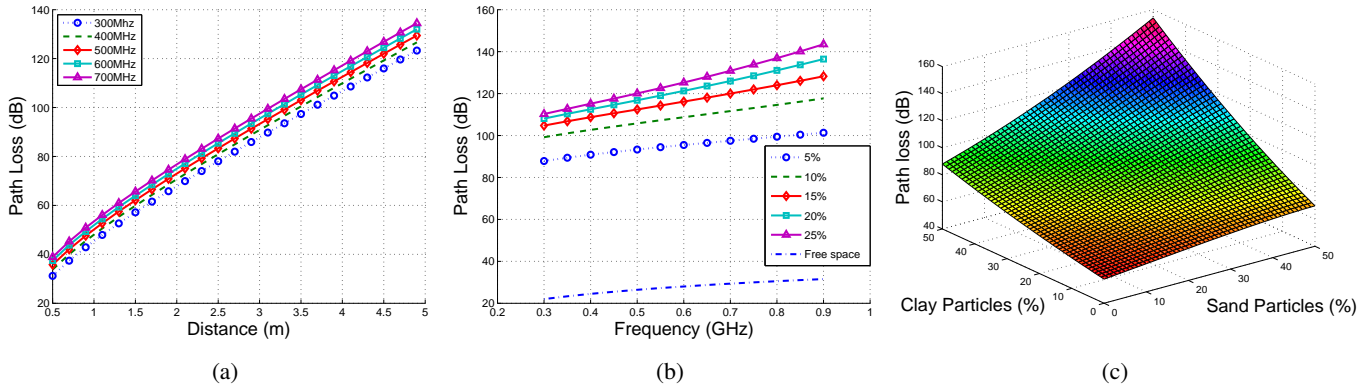 140
120
100
80
60
40
20
0.5 1 1.5 2 2.5 3 3.5 4 4.5 5
Path Loss (dB)
Distance (m)
300Mhz
400MHz
500MHz
600MHz
700MHz
(a)
160
140
120
100
80
60
40
20
0.2 0.3 0.4 0.5 0.6 0.7 0.8 0.9 1
Path Loss (dB)
Frequency (GHz)
5%
10%
15%
20%
25%
Free space
(b)
160
140
120
100
80
60
40
50
40
30
20
10
0
0
10
20
30
40
50
Path loss (dB)
Clay Particles (%)
Sand Particles (%)
(c)